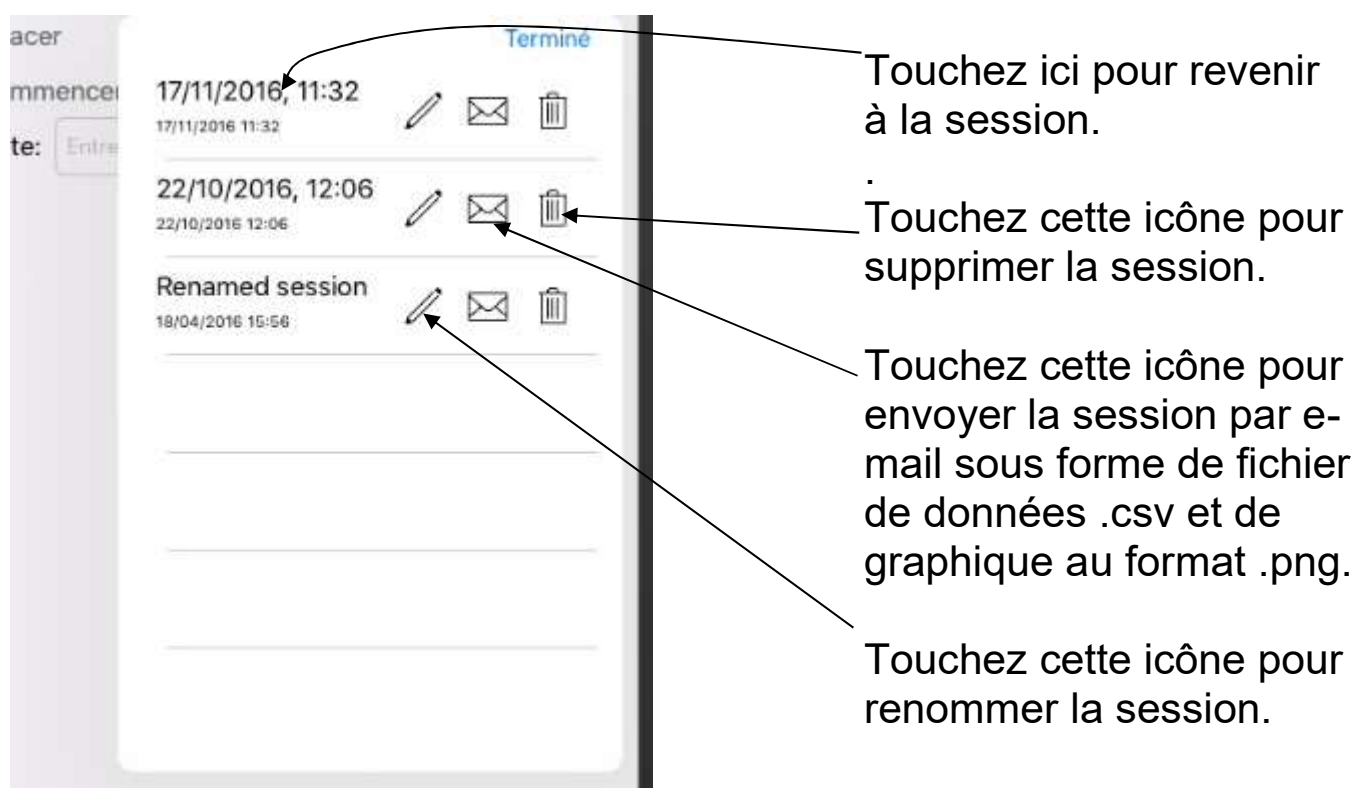 acer
Terminé
mmencer
17/11/2016, 11:32
17/11/2016 11:32
te: Entre
22/10/2016, 12:06
22/10/2016 12:06
Renamed session
18/04/2016 15:56
Touchez ici pour revenir
à la session.
.
Touchez cette icône pour
supprimer la session.
Touchez cette icône pour
envoyer la session par e-
mail sous forme de fichier
de données .csv et de
graphique au format .png.
Touchez cette icône pour
renommer la session.